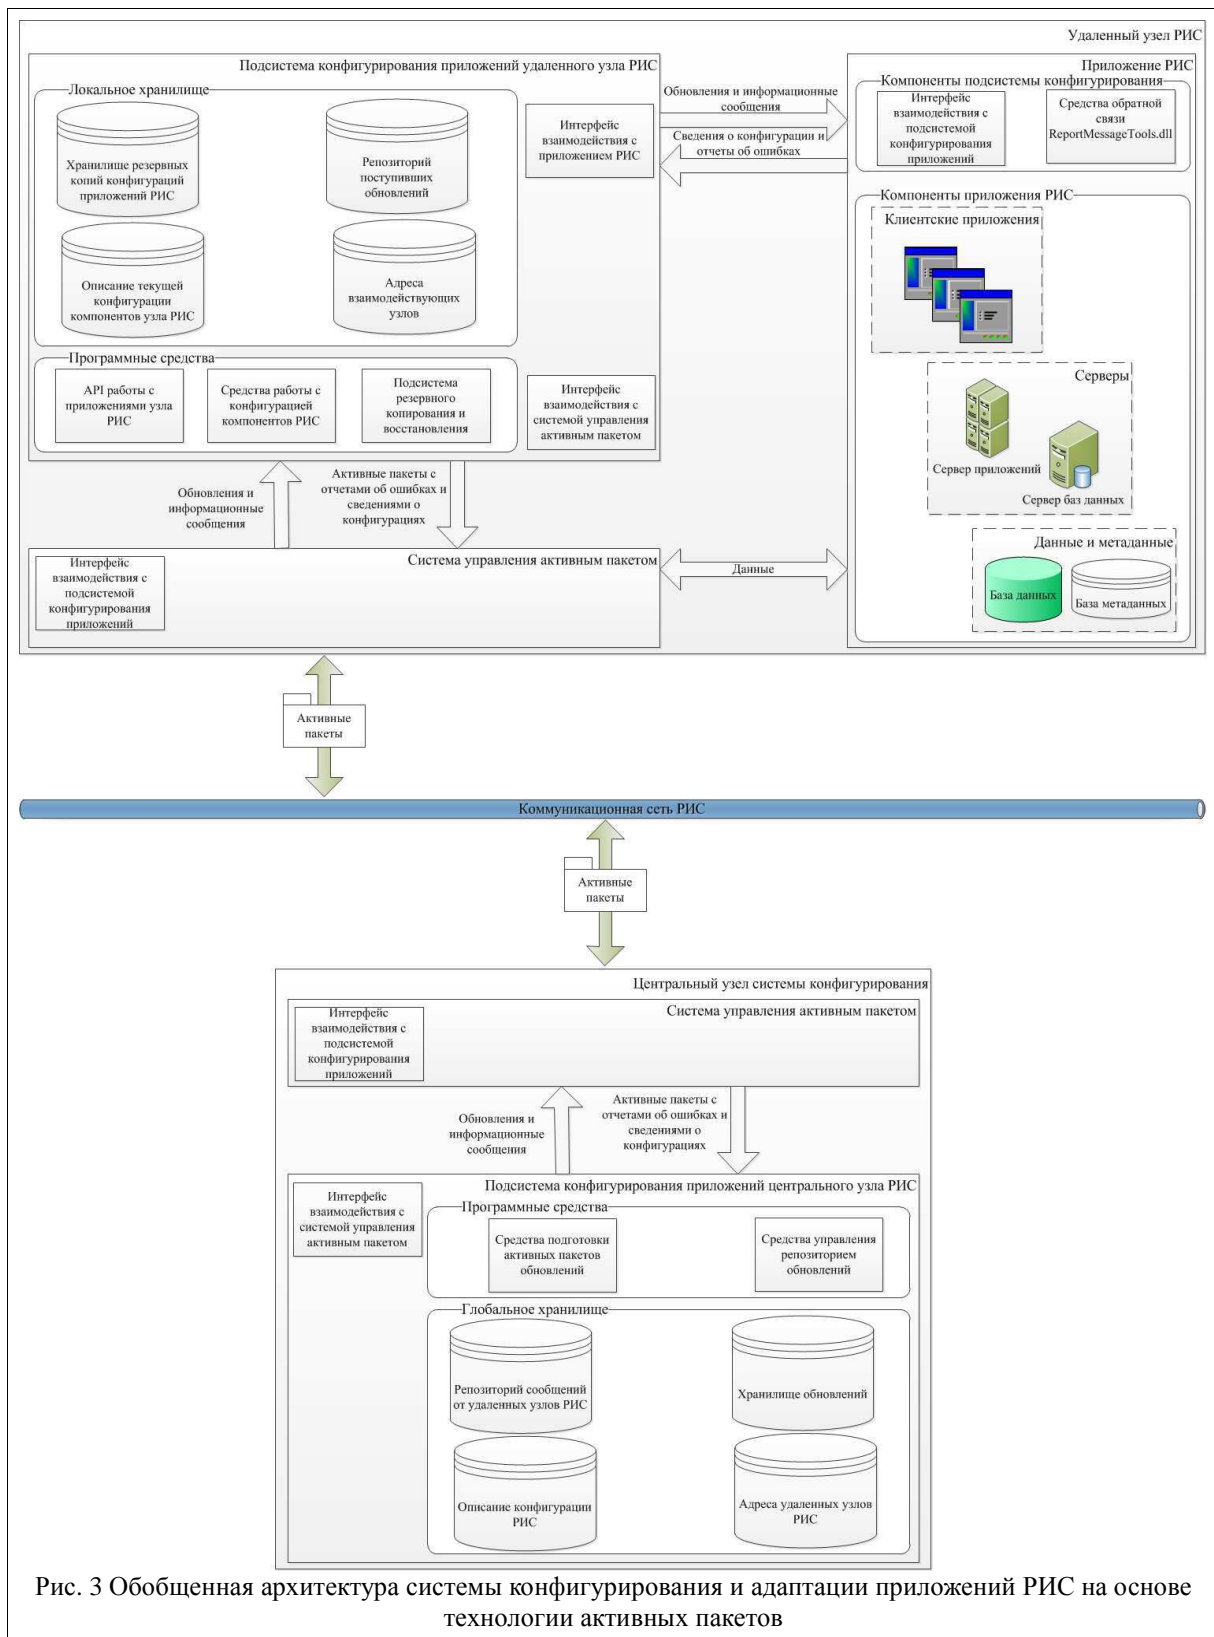 Удаленный узел РИС
Подсистема конфигурирования приложений удаленного узла РИС
Локальное хранилище
Хранилище резервных
копий конфигураций
приложений РИС
Репозиторий
поступивших
обновлений
Описание текущей
конфигурации
компонентов узла РИС
Адреса
взаимодействующих
узлов
Интерфейс
взаимодействия с
приложением РИС
Программные средства
API работы с
приложениями узла
РИС
Средства работы с
конфигурацией
компонентов РИС
Подсистема
резервного
копирования и
восстановления
Интерфейс
взаимодействия с
системой управления
активным пакетом
Обновления и информационные
сообщения
Сведения о конфигурации и
отчеты об ошибках
Приложение РИС
Компоненты подсистемы конфигурирования
Интерфейс
взаимодействия с
подсистемой
конфигурирования
приложений
Средства обратной
связи
ReportMessageTools.dll
Компоненты приложения РИС
Клиентские приложения
Серверы
Сервер приложений
Сервер баз данных
Данные и метаданные
База данных
База метаданных
Обновления и
информационные
сообщения
Активные пакеты с
отчетами об ошибках и
сведениями о
конфигурациях
Система управления активным пакетом
Интерфейс
взаимодействия с
подсистемой
конфигурирования
приложений
Данные
Активные
пакеты
Коммуникационная сеть РИС
Активные
пакеты
Центральный узел системы конфигурирования
Система управления активным пакетом
Интерфейс
взаимодействия с
подсистемой
конфигурирования
приложений
Обновления и
информационные
сообщения
Активные пакеты с
отчетами об ошибках и
сведениями о
конфигурациях
Подсистема конфигурирования приложений центрального узла РИС
Интерфейс
взаимодействия с
системой управления
активным пакетом
Программные средства
Средства подготовки
активных пакетов
обновлений
Средства управления
репозиторием
обновлений
Глобальное хранилище
Репозиторий сообщений
от удаленных узлов РИС
Хранилище обновлений
Описание конфигурации
РИС
Адреса удаленных узлов
РИС
Рис. 3 Обобщенная архитектура системы конфигурирования и адаптации приложений РИС на основе
технологии активных пакетов